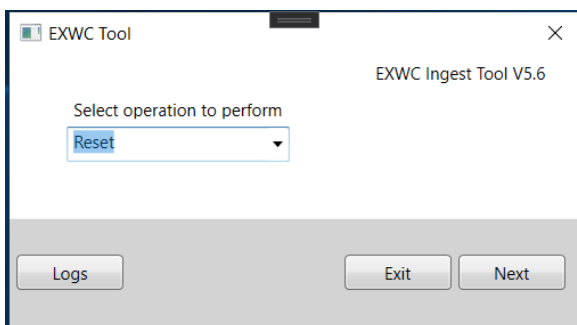 EXWC Tool
EXWC Ingest Tool V5.6
Select operation to perform
Reset
Logs
Exit
Next